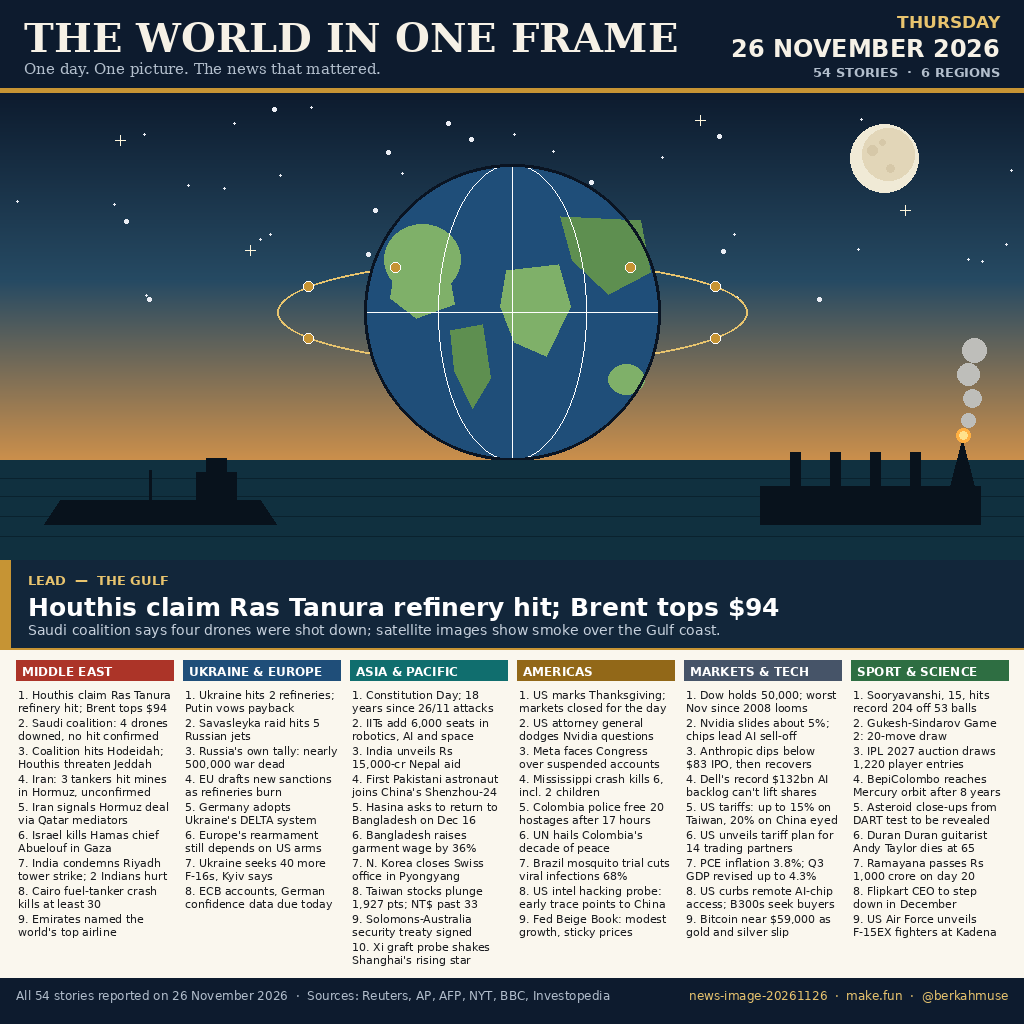 THE WORLD IN ONE FRAME
One day. One picture. The news that mattered.
THURSDAY
26 NOVEMBER 2026
54 STORIES · 6 REGIONS
LEAD — THE GULF
Houthis claim Ras Tanura refinery hit; Brent tops $94
Saudi coalition says four drones were shot down; satellite images show smoke over the Gulf coast.
MIDDLE EAST
1. Houthis claim Ras Tanura
refinery hit; Brent tops $94
2. Saudi coalition: 4 drones
downed, no hit confirmed
3. Coalition hits Hodeidah;
Houthis threaten Jeddah
4. Iran: 3 tankers hit mines
in Hormuz, unconfirmed
5. Iran signals Hormuz deal
via Qatar mediators
6. Israel kills Hamas chief
Abuelouf in Gaza
7. India condemns Riyadh
tower strike; 2 Indians hurt
8. Cairo fuel-tanker crash
kills at least 30
9. Emirates named the
world's top airline
UKRAINE & EUROPE
1. Ukraine hits 2 refineries;
Putin vows payback
2. Savasleyka raid hits 5
Russian jets
3. Russia's own tally: nearly
500,000 war dead
4. EU drafts new sanctions
as refineries burn
5. Germany adopts
Ukraine's DELTA system
6. Europe's rearmament
still depends on US arms
7. Ukraine seeks 40 more
F-16s, Kyiv says
8. ECB accounts, German
confidence data due today
ASIA & PACIFIC
1. Constitution Day; 18
years since 26/11 attacks
2. IITs add 6,000 seats in
robotics, AI and space
3. India unveils Rs
15,000-cr Nepal aid
4. First Pakistani astronaut
joins China's Shenzhou-24
5. Hasina asks to return to
Bangladesh on Dec 16
6. Bangladesh raises
garment wage by 36%
7. N. Korea closes Swiss
office in Pyongyang
8. Taiwan stocks plunge
1,927 pts; NT$ past 33
9. Solomons-Australia
security treaty signed
10. Xi graft probe shakes
Shanghai's rising star
AMERICAS
1. US marks Thanksgiving;
markets closed for the day
2. US attorney general
dodges Nvidia questions
3. Meta faces Congress
over suspended accounts
4. Mississippi crash kills 6,
incl. 2 children
5. Colombia police free 20
hostages after 17 hours
6. UN hails Colombia's
decade of peace
7. Brazil mosquito trial cuts
viral infections 68%
8. US intel hacking probe:
early trace points to China
9. Fed Beige Book: modest
growth, sticky prices
MARKETS & TECH
1. Dow holds 50,000; worst
Nov since 2008 looms
2. Nvidia slides about 5%;
chips lead AI sell-off
3. Anthropic dips below
$83 IPO, then recovers
4. Dell's record $132bn AI
backlog can't lift shares
5. US tariffs: up to 15% on
Taiwan, 20% on China eyed
6. US unveils tariff plan for
14 trading partners
7. PCE inflation 3.8%; Q3
GDP revised up to 4.3%
8. US curbs remote AI-chip
access; B300s seek buyers
9. Bitcoin near $59,000 as
gold and silver slip
SPORT & SCIENCE
1. Sooryavanshi, 15, hits
record 204 off 53 balls
2. Gukesh-Sindarov Game
2: 20-move draw
3. IPL 2027 auction draws
1,220 player entries
4. BepiColombo reaches
Mercury orbit after 8 years
5. Asteroid close-ups from
DART test to be revealed
6. Duran Duran guitarist
Andy Taylor dies at 65
7. Ramayana passes Rs
1,000 crore on day 20
8. Flipkart CEO to step
down in December
9. US Air Force unveils
F-15EX fighters at Kadena
All 54 stories reported on 26 November 2026 · Sources: Reuters, AP, AFP, NYT, BBC, Investopedia
news-image-20261126 · make.fun · @berkahmuse